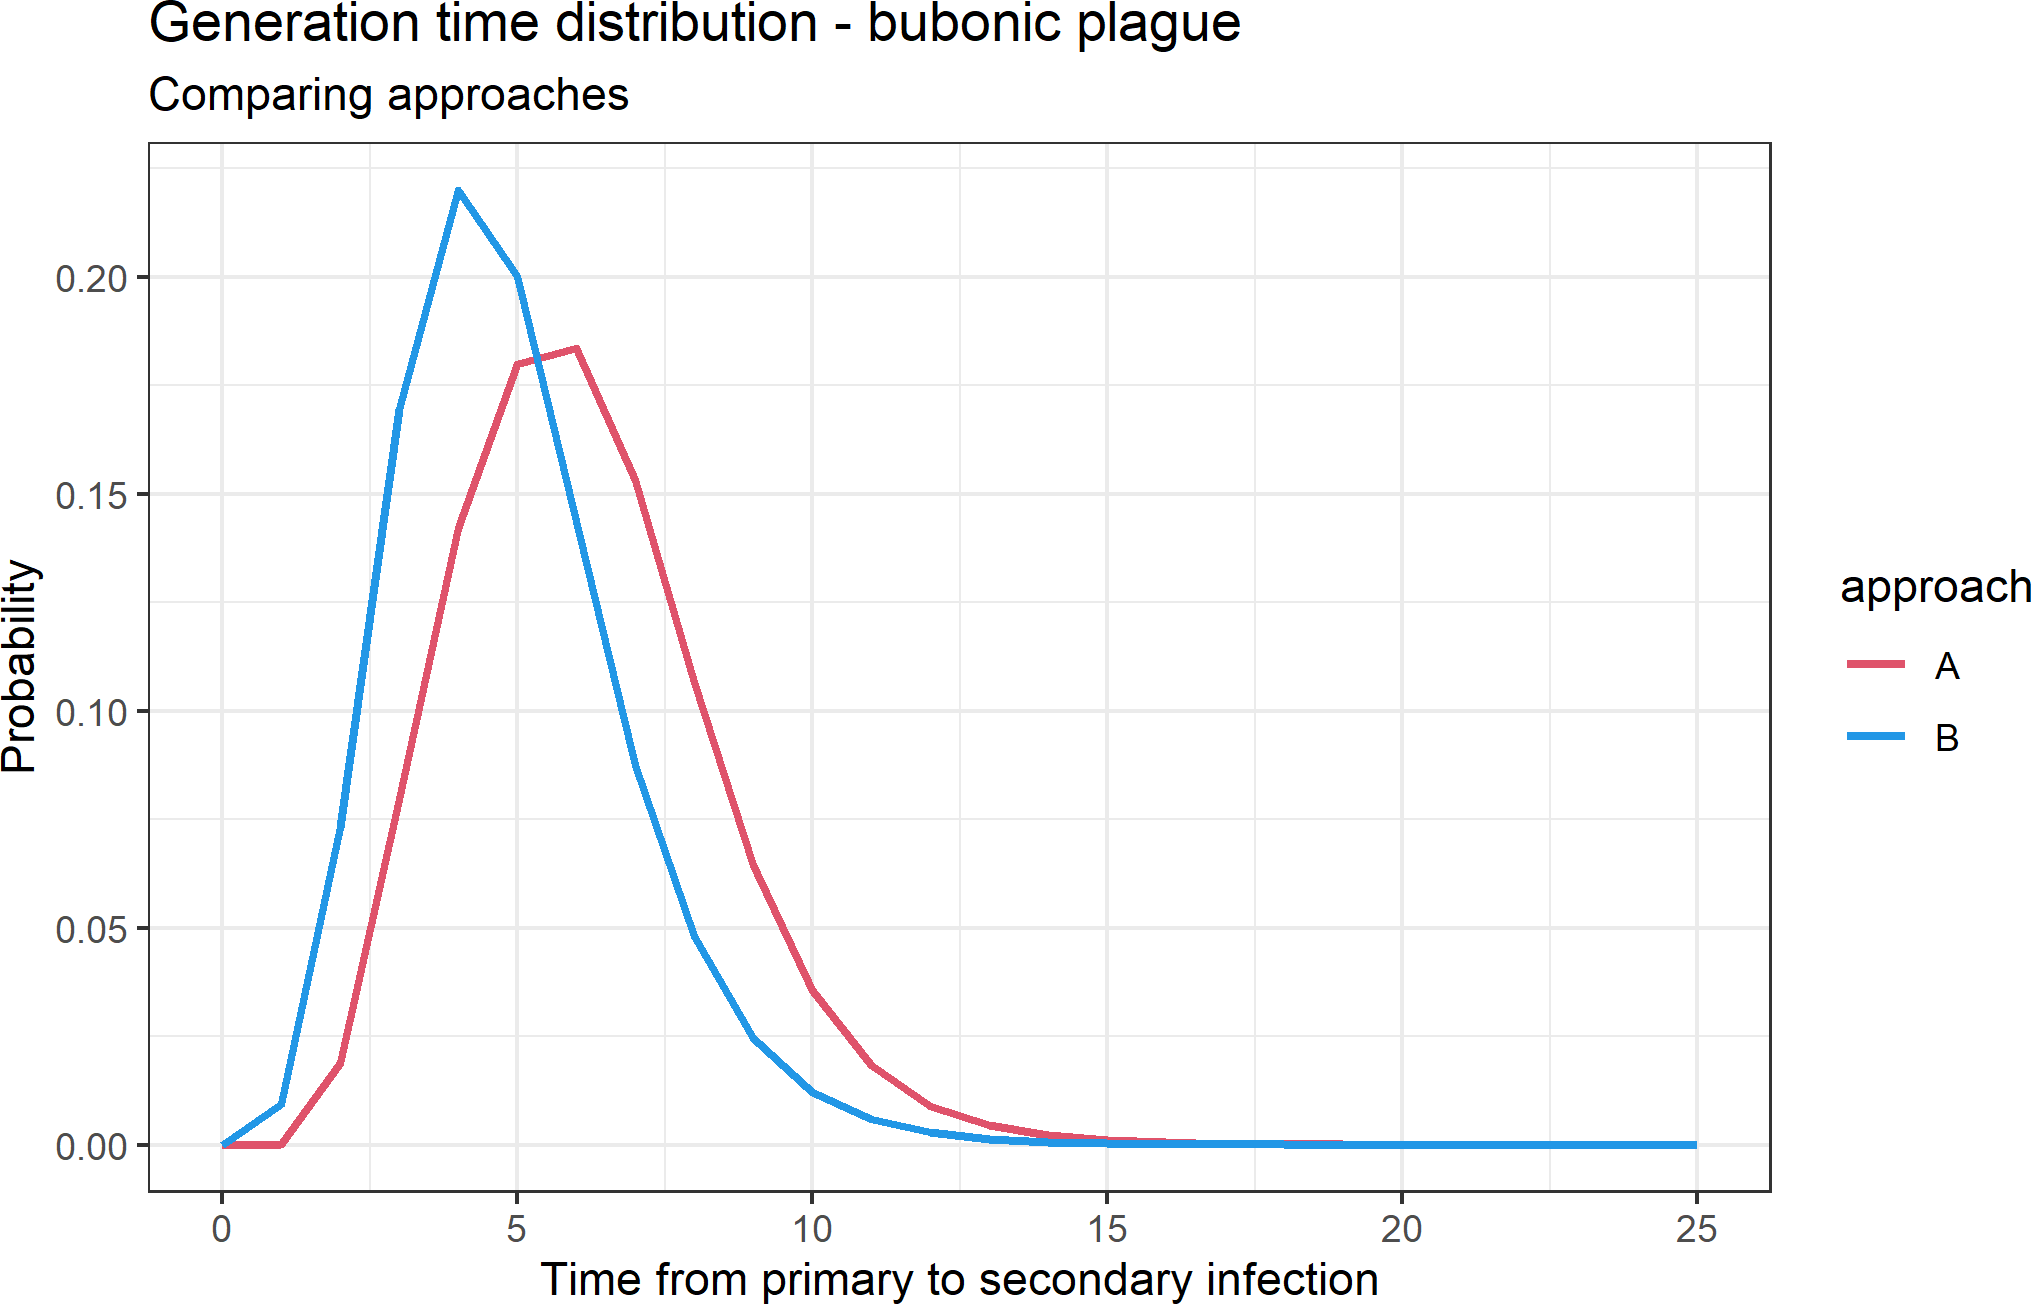 Generation time distribution - bubonic plague
Comparing approaches
Probability
0.20
0.15
0.10
0.05
0.00
0 5 10 15 20 25
Time from primary to secondary infection
approach
A
B